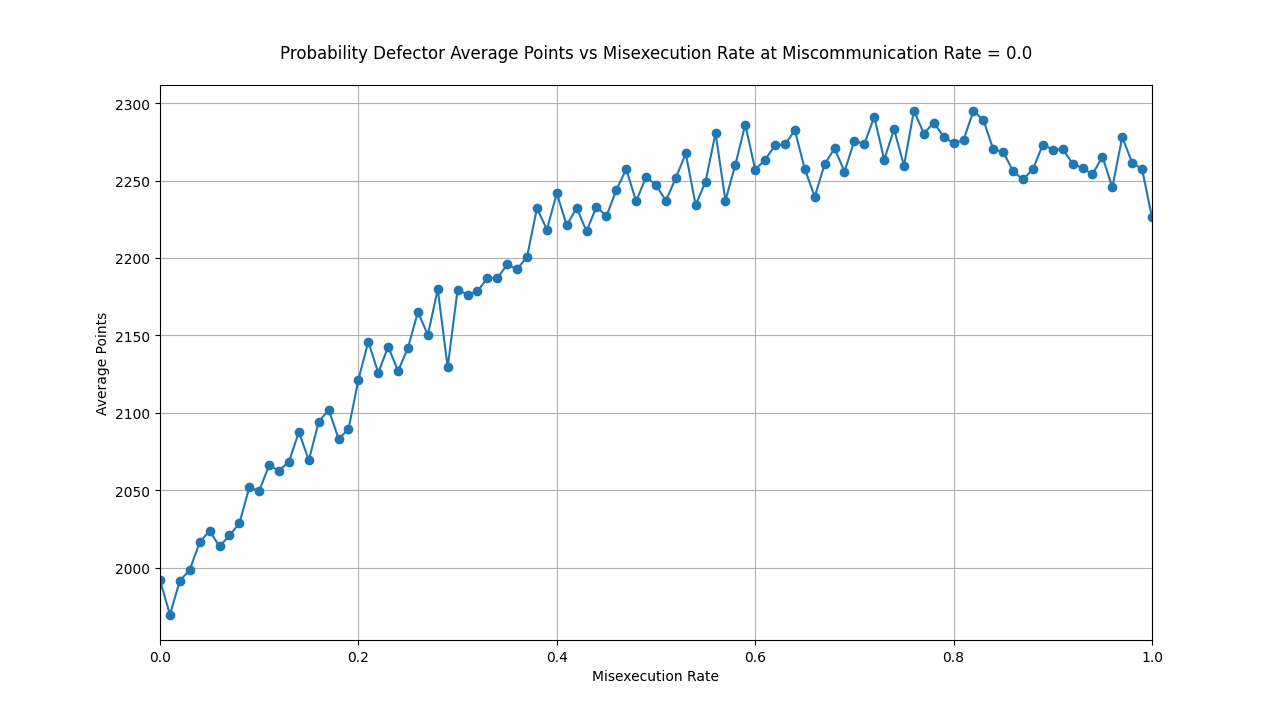 Probability Defector Average Points vs Misexecution Rate at Miscommunication Rate = 0.0
2300
2250
2200
2150
2100
2050
2000
Average Points
0.0 0.2 0.4 0.6 0.8 1.0
Misexecution Rate